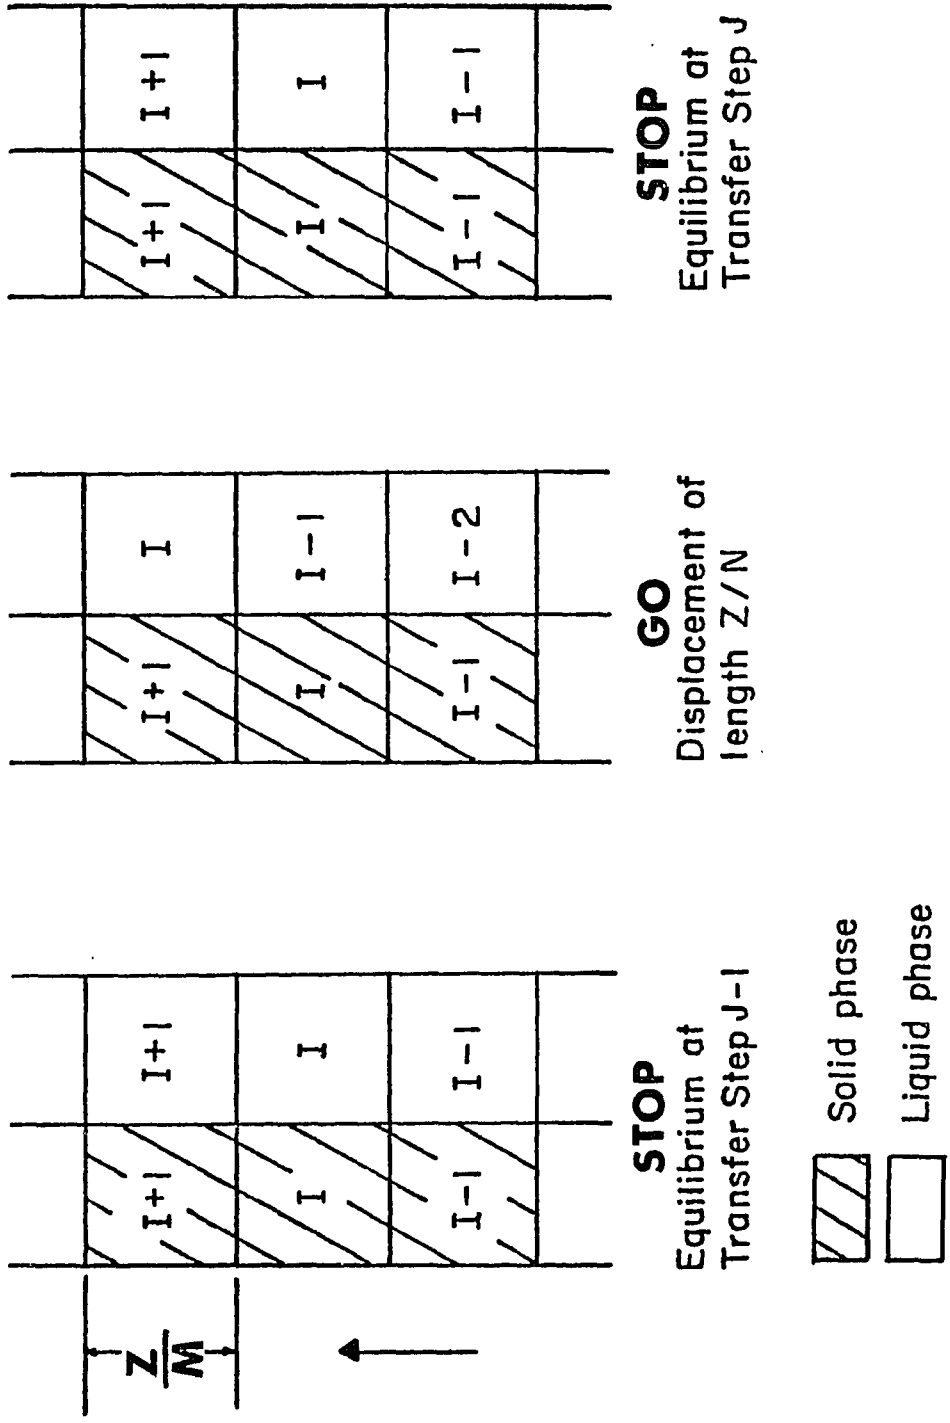 Z
M
I+1 I+1 I+1 I I+1 I+1
I I I I-1 I I
I-1 I-1 I-1 I-2 I-1 I-1
STOP
Equilibrium at
Transfer Step J-1
GO
Displacement of
length Z/N
STOP
Equilibrium at
Transfer Step J
Solid phase
Liquid phase